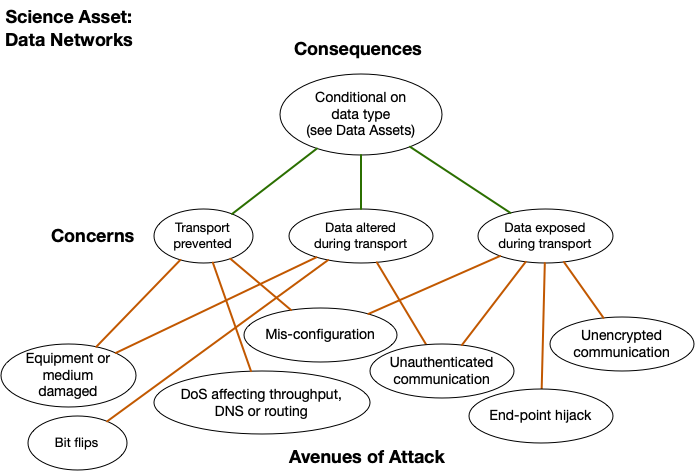 Science Asset:
Data Networks
Consequences
Conditional on
data type
(see Data Assets)
Concerns
Transport
prevented
Data altered
during transport
Data exposed
during transport
Mis-configuration
Unencrypted
communication
Equipment or
medium
damaged
Unauthenticated
communication
DoS affecting throughput,
DNS or routing
End-point hijack
Bit flips
Avenues of Attack